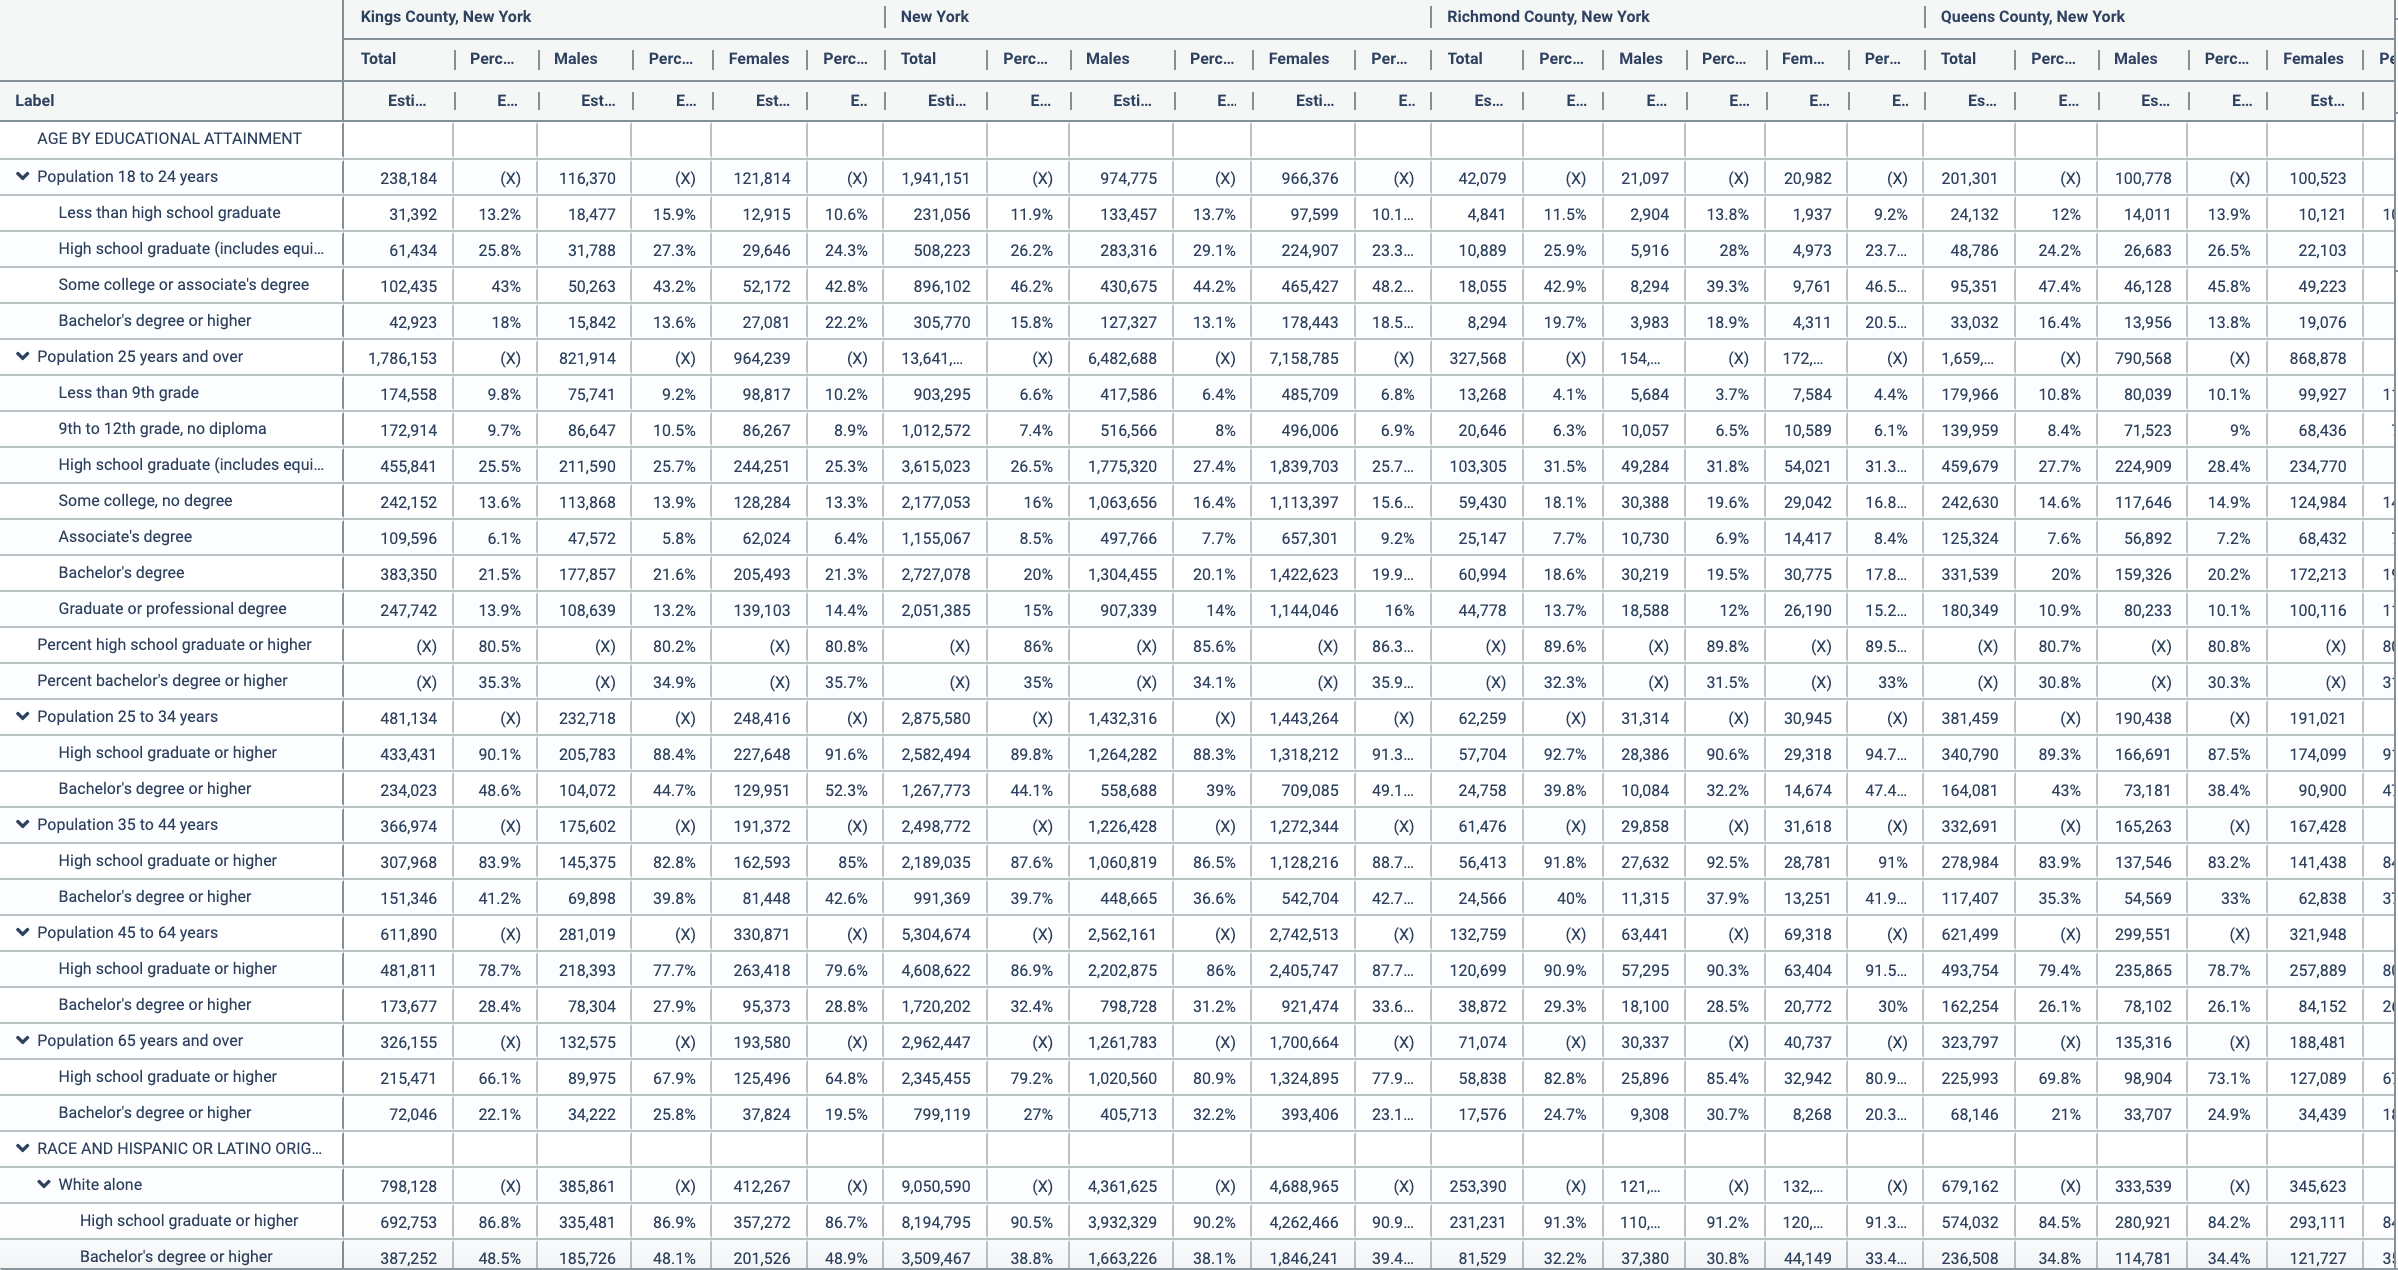 Kings County, New York | New York | Richmond County, New York | Queens County, New York
Total | Perc... | Males | Perc... | Females | Perc... | Total | Perc... | Males | Perc... | Females | Per... | Total | Perc... | Males | Perc... | Fem... | Per... | Total | Perc... | Males | Perc... | Females | Pe
Label | Esti... | E... | Est... | E... | Est... | E.. | Esti... | E... | Esti... | E... | Esti... | E.. | Es... | E... | E... | E... | E... | E.. | Es... | E... | Es... | E... | Est...
AGE BY EDUCATIONAL ATTAINMENT
Population 18 to 24 years 238,184 (X) 116,370 (X) 121,814 (X) 1,941,151 (X) 974,775 (X) 966,376 (X) 42,079 (X) 21,097 (X) 20,982 (X) 201,301 (X) 100,778 (X) 100,523
Less than high school graduate 31,392 13.2% 18,477 15.9% 12,915 10.6% 231,056 11.9% 133,457 13.7% 97,599 10.1... 4,841 11.5% 2,904 13.8% 1,937 9.2% 24,132 12% 14,011 13.9% 10,121
High school graduate (includes equi... 61,434 25.8% 31,788 27.3% 29,646 24.3% 508,223 26.2% 283,316 29.1% 224,907 23.3... 10,889 25.9% 5,916 28% 4,973 23.7... 48,786 24.2% 26,683 26.5% 22,103
Some college or associate's degree 102,435 43% 50,263 43.2% 52,172 42.8% 896,102 46.2% 430,675 44.2% 465,427 48.2... 18,055 42.9% 8,294 39.3% 9,761 46.5... 95,351 47.4% 46,128 45.8% 49,223
Bachelor's degree or higher 42,923 18% 15,842 13.6% 27,081 22.2% 305,770 15.8% 127,327 13.1% 178,443 18.5... 8,294 19.7% 3,983 18.9% 4,311 20.5... 33,032 16.4% 13,956 13.8% 19,076
Population 25 years and over 1,786,153 (X) 821,914 (X) 964,239 (X) 13,641,... (X) 6,482,688 (X) 7,158,785 (X) 327,568 (X) 154,... (X) 172,... (X) 1,659,... (X) 790,568 (X) 868,878
Less than 9th grade 174,558 9.8% 75,741 9.2% 98,817 10.2% 903,295 6.6% 417,586 6.4% 485,709 6.8% 13,268 4.1% 5,684 3.7% 7,584 4.4% 179,966 10.8% 80,039 10.1% 99,927
9th to 12th grade, no diploma 172,914 9.7% 86,647 10.5% 86,267 8.9% 1,012,572 7.4% 516,566 8% 496,006 6.9% 20,646 6.3% 10,057 6.5% 10,589 6.1% 139,959 8.4% 71,523 9% 68,436
High school graduate (includes equi... 455,841 25.5% 211,590 25.7% 244,251 25.3% 3,615,023 26.5% 1,775,320 27.4% 1,839,703 25.7... 103,305 31.5% 49,284 31.8% 54,021 31.3... 459,679 27.7% 224,909 28.4% 234,770
Some college, no degree 242,152 13.6% 113,868 13.9% 128,284 13.3% 2,177,053 16% 1,063,656 16.4% 1,113,397 15.6... 59,430 18.1% 30,388 19.6% 29,042 16.8... 242,630 14.6% 117,646 14.9% 124,984
Associate's degree 109,596 6.1% 47,572 5.8% 62,024 6.4% 1,155,067 8.5% 497,766 7.7% 657,301 9.2% 25,147 7.7% 10,730 6.9% 14,417 8.4% 125,324 7.6% 56,892 7.2% 68,432
Bachelor's degree 383,350 21.5% 177,857 21.6% 205,493 21.3% 2,727,078 20% 1,304,455 20.1% 1,422,623 19.9... 60,994 18.6% 30,219 19.5% 30,775 17.8... 331,539 20% 159,326 20.2% 172,213
Graduate or professional degree 247,742 13.9% 108,639 13.2% 139,103 14.4% 2,051,385 15% 907,339 14% 1,144,046 16% 44,778 13.7% 18,588 12% 26,190 15.2... 180,349 10.9% 80,233 10.1% 100,116
Percent high school graduate or higher (X) 80.5% (X) 80.2% (X) 80.8% (X) 86% (X) 85.6% (X) 86.3... (X) 89.6% (X) 89.8% (X) 89.5... (X) 80.7% (X) 80.8% (X)
Percent bachelor's degree or higher (X) 35.3% (X) 34.9% (X) 35.7% (X) 35% (X) 34.1% (X) 35.9... (X) 32.3% (X) 31.5% (X) 33% (X) 30.8% (X) 30.3% (X)
Population 25 to 34 years 481,134 (X) 232,718 (X) 248,416 (X) 2,875,580 (X) 1,432,316 (X) 1,443,264 (X) 62,259 (X) 31,314 (X) 30,945 (X) 381,459 (X) 190,438 (X) 191,021
High school graduate or higher 433,431 90.1% 205,783 88.4% 227,648 91.6% 2,582,494 89.8% 1,264,282 88.3% 1,318,212 91.3... 57,704 92.7% 28,386 90.6% 29,318 94.7... 340,790 89.3% 166,691 87.5% 174,099
Bachelor's degree or higher 234,023 48.6% 104,072 44.7% 129,951 52.3% 1,267,773 44.1% 558,688 39% 709,085 49.1... 24,758 39.8% 10,084 32.2% 14,674 47.4... 164,081 43% 73,181 38.4% 90,900
Population 35 to 44 years 366,974 (X) 175,602 (X) 191,372 (X) 2,498,772 (X) 1,226,428 (X) 1,272,344 (X) 61,476 (X) 29,858 (X) 31,618 (X) 332,691 (X) 165,263 (X) 167,428
High school graduate or higher 307,968 83.9% 145,375 82.8% 162,593 85% 2,189,035 87.6% 1,060,819 86.5% 1,128,216 88.7... 56,413 91.8% 27,632 92.5% 28,781 91% 278,984 83.9% 137,546 83.2% 141,438
Bachelor's degree or higher 151,346 41.2% 69,898 39.8% 81,448 42.6% 991,369 39.7% 448,665 36.6% 542,704 42.7... 24,566 40% 11,315 37.9% 13,251 41.9... 117,407 35.3% 54,569 33% 62,838
Population 45 to 64 years 611,890 (X) 281,019 (X) 330,871 (X) 5,304,674 (X) 2,562,161 (X) 2,742,513 (X) 132,759 (X) 63,441 (X) 69,318 (X) 621,499 (X) 299,551 (X) 321,948
High school graduate or higher 481,811 78.7% 218,393 77.7% 263,418 79.6% 4,608,622 86.9% 2,202,875 86% 2,405,747 87.7... 120,699 90.9% 57,295 90.3% 63,404 91.5... 493,754 79.4% 235,865 78.7% 257,889
Bachelor's degree or higher 173,677 28.4% 78,304 27.9% 95,373 28.8% 1,720,202 32.4% 798,728 31.2% 921,474 33.6... 38,872 29.3% 18,100 28.5% 20,772 30% 162,254 26.1% 78,102 26.1% 84,152
Population 65 years and over 326,155 (X) 132,575 (X) 193,580 (X) 2,962,447 (X) 1,261,783 (X) 1,700,664 (X) 71,074 (X) 30,337 (X) 40,737 (X) 323,797 (X) 135,316 (X) 188,481
High school graduate or higher 215,471 66.1% 89,975 67.9% 125,496 64.8% 2,345,455 79.2% 1,020,560 80.9% 1,324,895 77.9... 58,838 82.8% 25,896 85.4% 32,942 80.9... 225,993 69.8% 98,904 73.1% 127,089
Bachelor's degree or higher 72,046 22.1% 34,222 25.8% 37,824 19.5% 799,119 27% 405,713 32.2% 393,406 23.1... 17,576 24.7% 9,308 30.7% 8,268 20.3... 68,146 21% 33,707 24.9% 34,439
RACE AND HISPANIC OR LATINO ORIG...
White alone 798,128 (X) 385,861 (X) 412,267 (X) 9,050,590 (X) 4,361,625 (X) 4,688,965 (X) 253,390 (X) 121,... (X) 132,... (X) 679,162 (X) 333,539 (X) 345,623
High school graduate or higher 692,753 86.8% 335,481 86.9% 357,272 86.7% 8,194,795 90.5% 3,932,329 90.2% 4,262,466 90.9... 231,231 91.3% 110,... 91.2% 120,... 91.3... 574,032 84.5% 280,921 84.2% 293,111
Bachelor's degree or higher 387,252 48.5% 185,726 48.1% 201,526 48.9% 3,509,467 38.8% 1,663,226 38.1% 1,846,241 39.4... 81,529 32.2% 37,380 30.8% 44,149 33.4... 236,508 34.8% 114,781 34.4% 121,727